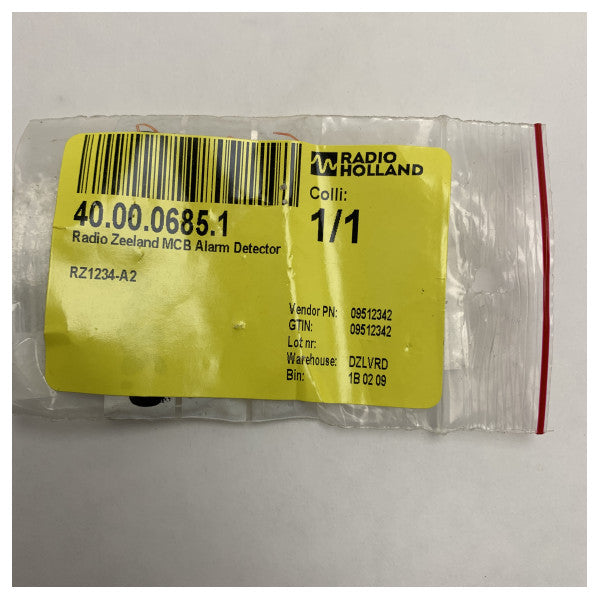 RADIO
HOLLAND
Colli:
1/1
40.00.0685.1
Radio Zeeland MCB Alarm Detector
RZ1234-A2
Vendor PN: 09512342
GTIN: 09512342
Lot nr:
Warehouse: DZLVRD
Bin: 1B 02 09